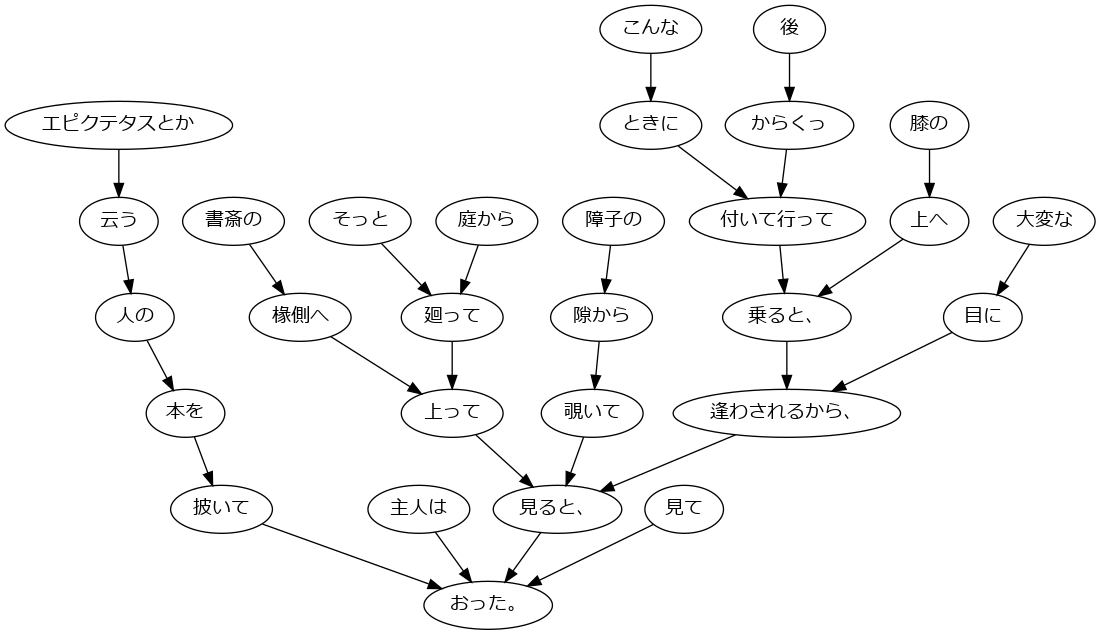 こんな
後
エピクテタスとか
ときに
からくっ
膝の
云う
書斎の
そっと
庭から
障子の
付いて行って
上へ
大変な
人の
椽側へ
廻って
隙から
乗ると、
目に
本を
上って
覗いて
逢わされるから、
披いて
主人は
見ると、
見て
おった。